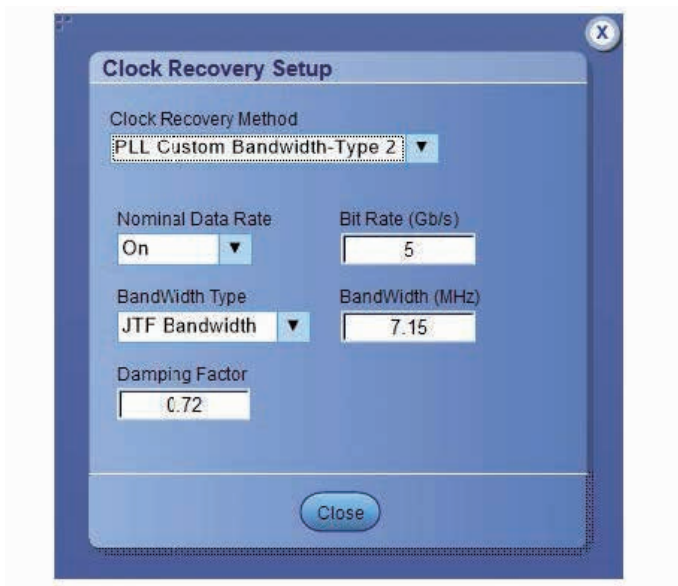 X
Clock Recovery Setup
Clock Recovery Method
PLL Custom Bandwidth-Type 2
Nominal Data Rate
Bit Rate (Gb/s)
On
5
BandWidth Type
BandWidth (MHz)
JTF Bandwidth
7.15
Damping Factor
0.72
Close